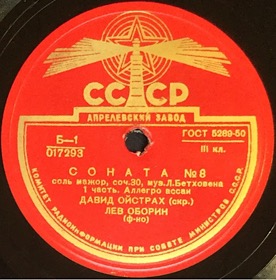 СССР
АПРЕЛЕВСКИЙ ЗАВОД
Б-1
017293
ГОСТ 5289-50
III кл.
СОНАТА №8
соль мажор, соч.30, муз.Л.Бетховена
1 часть. Аллегро ассаи
ДАВИД ОЙСТРАХ (скр.)
ЛЕВ ОБОРИН
(ф-но)
КОМИТЕТ РАДИОИНФОРМАЦИИ ПРИ СОВЕТЕ МИНИСТРОВ С.С.С.Р.